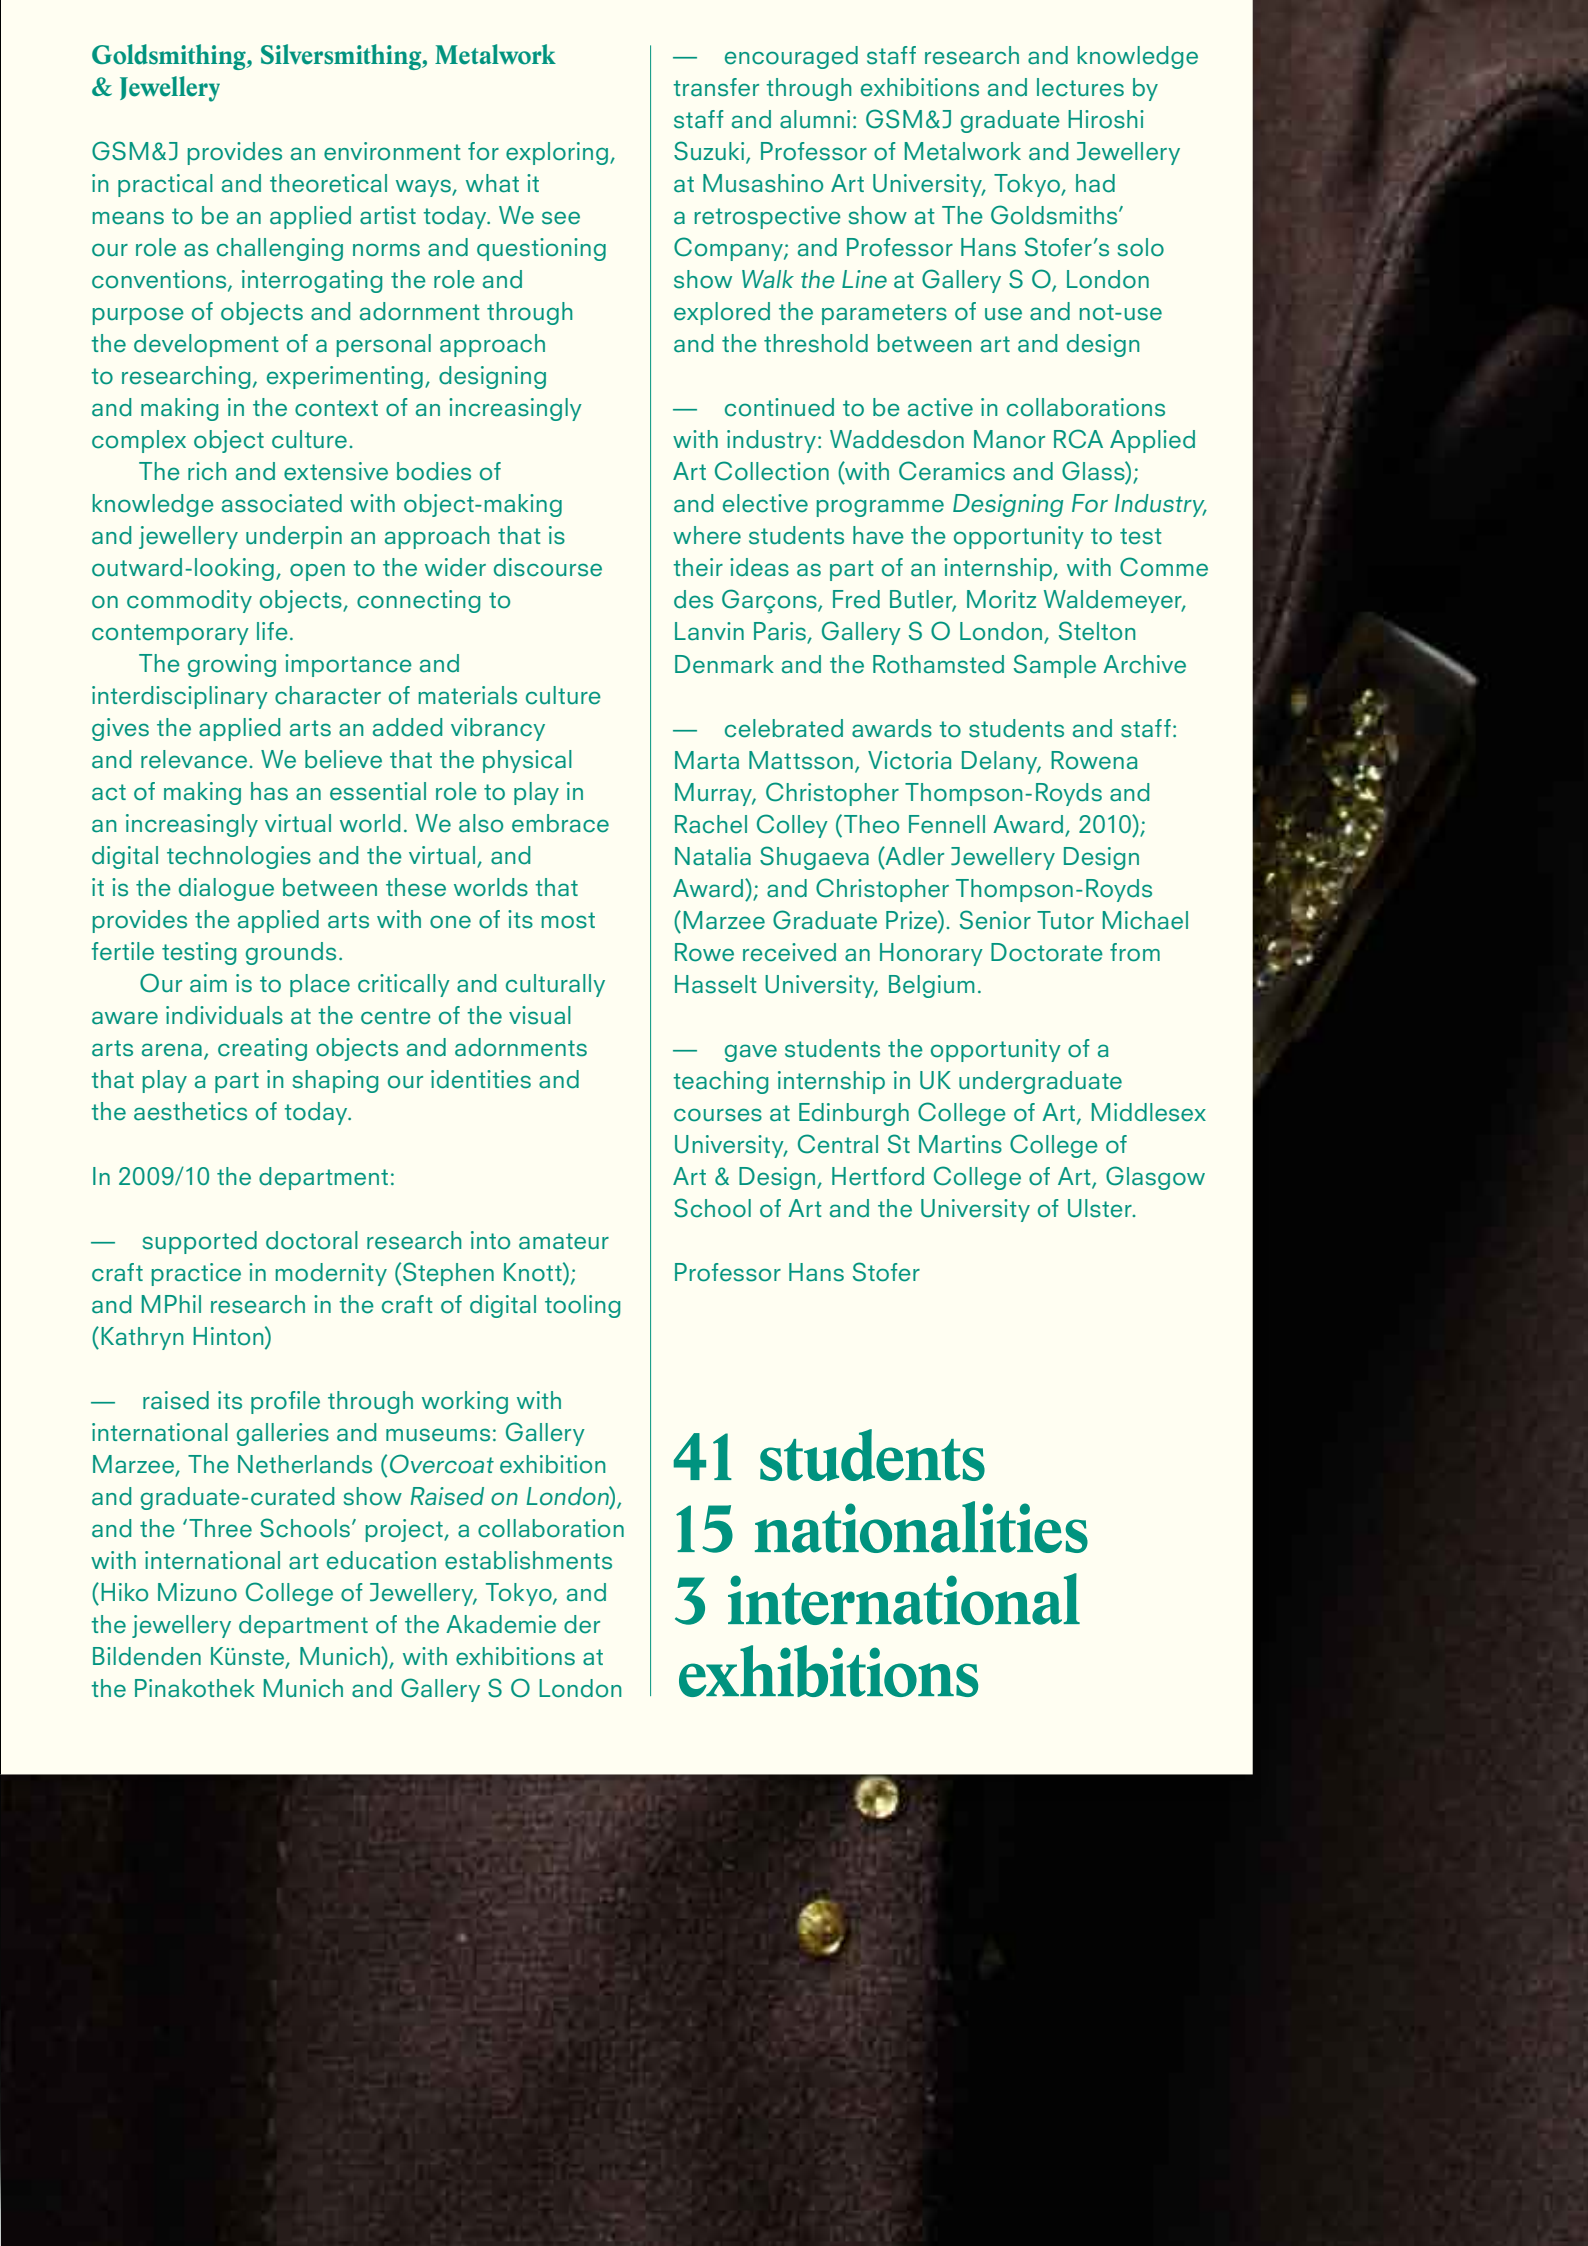 Goldsmithing, Silversmithing, Metalwork
& Jewellery
GSM&J provides an environment for exploring,
in practical and theoretical ways, what it
means to be an applied artist today. We see
our role as challenging norms and questioning
conventions, interrogating the role and
purpose of objects and adornment through
the development of a personal approach
to researching, experimenting, designing
and making in the context of an increasingly
complex object culture.
The rich and extensive bodies of
knowledge associated with object-making
and jewellery underpin an approach that is
outward-looking, open to the wider discourse
on commodity objects, connecting to
contemporary life.
The growing importance and
interdisciplinary character of materials culture
gives the applied arts an added vibrancy
and relevance. We believe that the physical
act of making has an essential role to play in
an increasingly virtual world. We also embrace
digital technologies and the virtual, and
it is the dialogue between these worlds that
provides the applied arts with one of its most
fertile testing grounds.
Our aim is to place critically and culturally
aware individuals at the centre of the visual
arts arena, creating objects and adornments
that play a part in shaping our identities and
the aesthetics of today.
In 2009/10 the department:
— supported doctoral research into amateur
craft practice in modernity (Stephen Knott);
and MPhil research in the craft of digital tooling
(Kathryn Hinton)
— raised its profile through working with
international galleries and museums: Gallery
Marzee, The Netherlands (Overcoat exhibition
and graduate-curated show Raised on London),
and the ‘Three Schools’ project, a collaboration
with international art education establishments
(Hiko Mizuno College of Jewellery, Tokyo, and
the jewellery department of the Akademie der
Bildenden Künste, Munich), with exhibitions at
the Pinakothek Munich and Gallery S O London
— encouraged staff research and knowledge
transfer through exhibitions and lectures by
staff and alumni: GSM&J graduate Hiroshi
Suzuki, Professor of Metalwork and Jewellery
at Musashino Art University, Tokyo, had
a retrospective show at The Goldsmiths’
Company; and Professor Hans Stofer’s solo
show Walk the Line at Gallery S O, London
explored the parameters of use and not-use
and the threshold between art and design
— continued to be active in collaborations
with industry: Waddesdon Manor RCA Applied
Art Collection (with Ceramics and Glass);
and elective programme Designing For Industry,
where students have the opportunity to test
their ideas as part of an internship, with Comme
des Garçons, Fred Butler, Moritz Waldemeyer,
Lanvin Paris, Gallery S O London, Stelton
Denmark and the Rothamsted Sample Archive
— celebrated awards to students and staff:
Marta Mattsson, Victoria Delany, Rowena
Murray, Christopher Thompson-Royds and
Rachel Colley (Theo Fennell Award, 2010);
Natalia Shugaeva (Adler Jewellery Design
Award); and Christopher Thompson-Royds
(Marzee Graduate Prize). Senior Tutor Michael
Rowe received an Honorary Doctorate from
Hasselt University, Belgium.
— gave students the opportunity of a
teaching internship in UK undergraduate
courses at Edinburgh College of Art, Middlesex
University, Central St Martins College of
Art & Design, Hertford College of Art, Glasgow
School of Art and the University of Ulster.
Professor Hans Stofer
41 students
15 nationalities
3 international
exhibitions